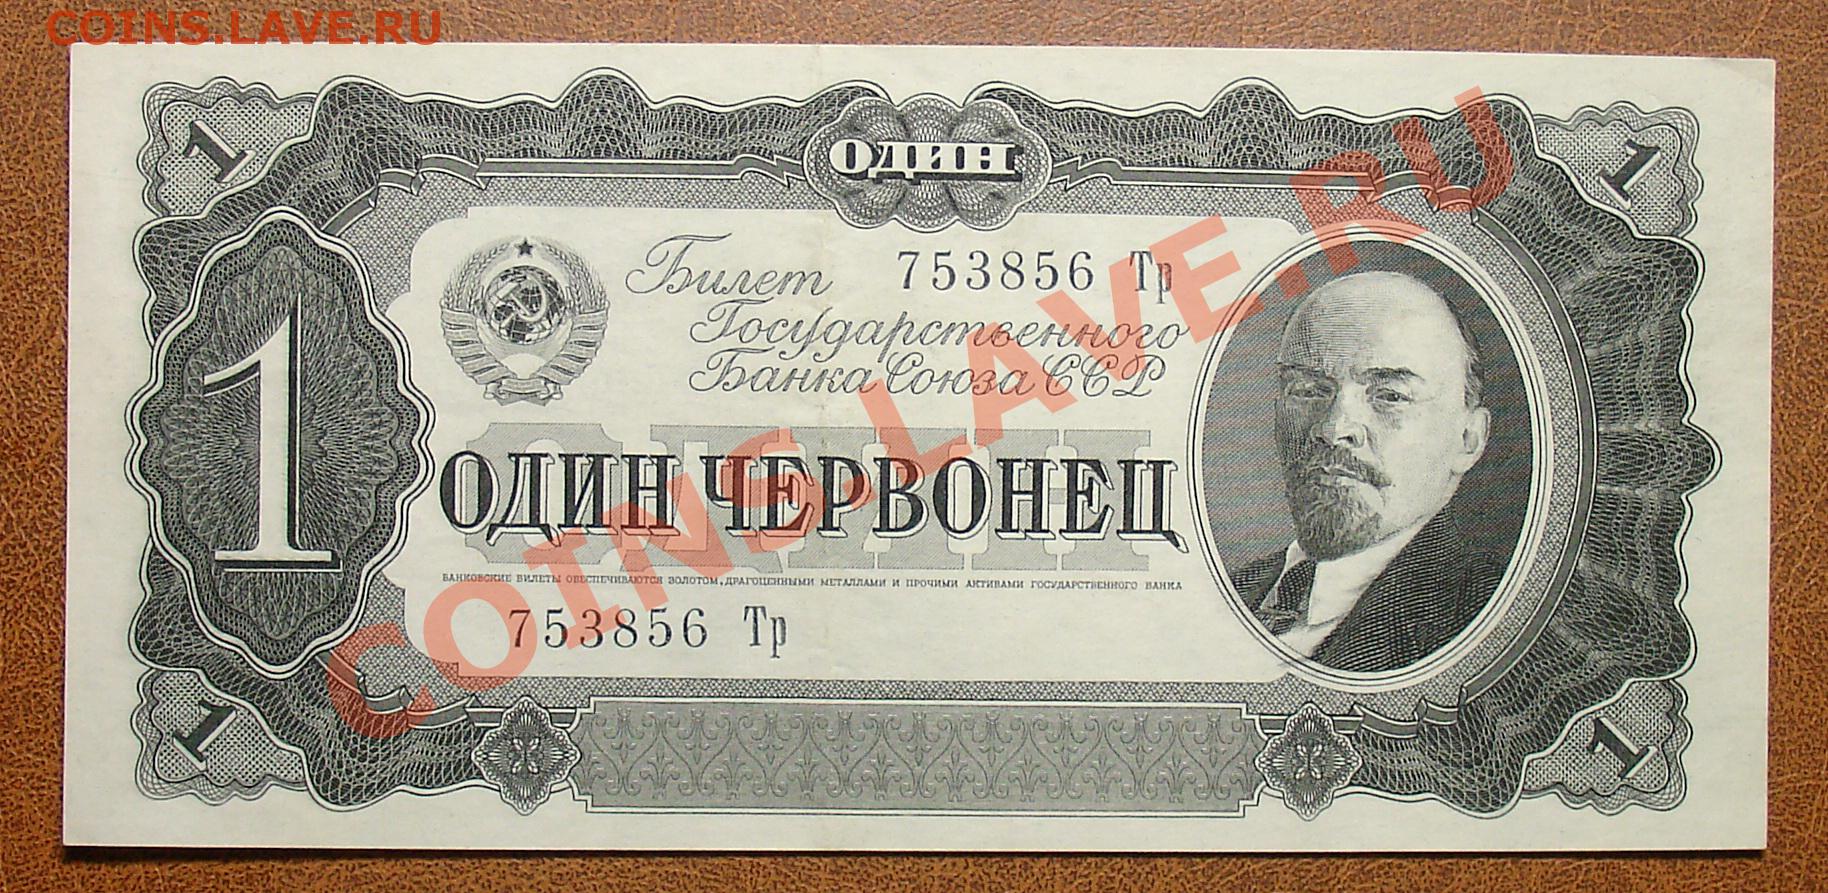 COINS.LAVE.RU
1
ОДИН
1
Билет 753856 Тр
Государственного
Банка Союза ССР
1
ОДИН
ОДИН ЧЕРВОНЕЦ
БАНКОВСКИЕ БИЛЕТЫ ОБЕСПЕЧИВАЮТСЯ ЗОЛОТОМ, ДРАГОЦЕННЫМИ МЕТАЛЛАМИ И ПРОЧИМИ АКТИВАМИ ГОСУДАРСТВЕННОГО БАНКА
753856 Тр
1
1
COINS.LAVE.RU